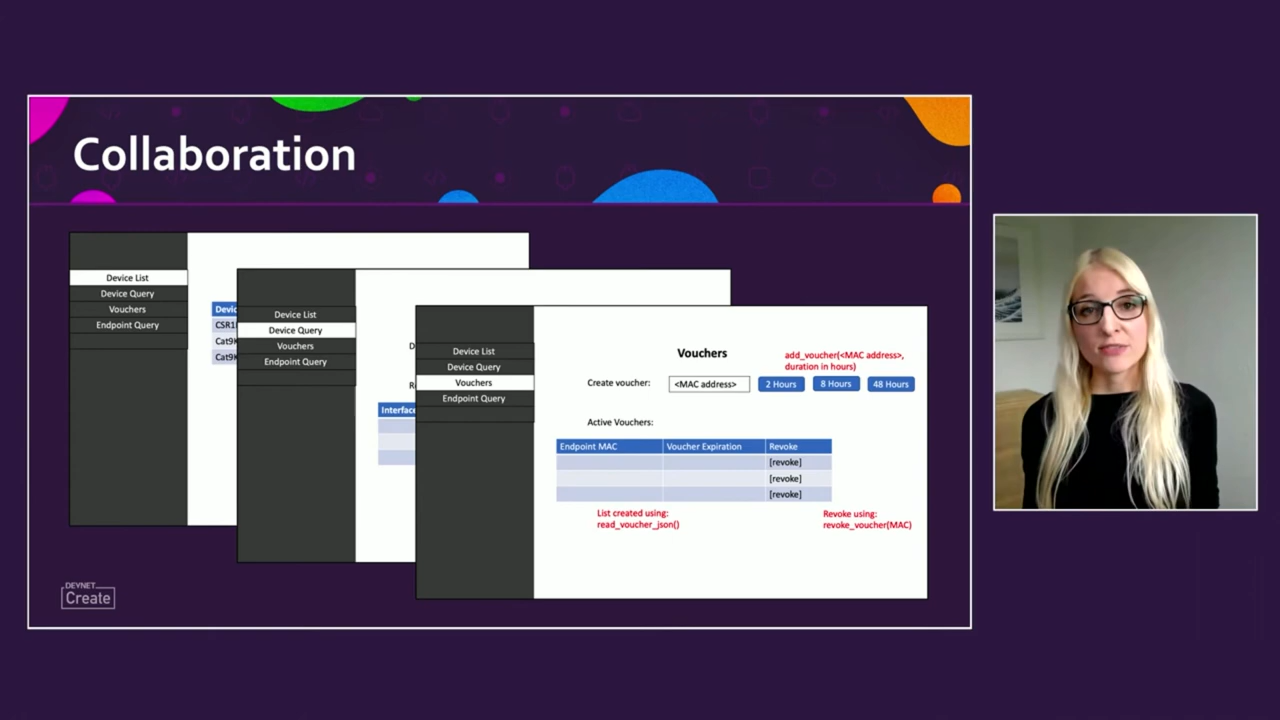 Collaboration
Device List
Device Query
Vouchers
Endpoint Query
CSR1
Cat9K
Cat9K
Device List
Device Query
Vouchers
Endpoint Query
Interface
Device List
Device Query
Vouchers
Endpoint Query
Vouchers
add_voucher(<MAC address>,
duration in hours)
Create voucher:
<MAC address>
2 Hours
8 Hours
48 Hours
Active Vouchers:
Endpoint MAC
Voucher Expiration
Revoke
[revoke]
[revoke]
[revoke]
List created using:
read_voucher_json()
Revoke using:
revoke_voucher(MAC)
DEVNET
Create